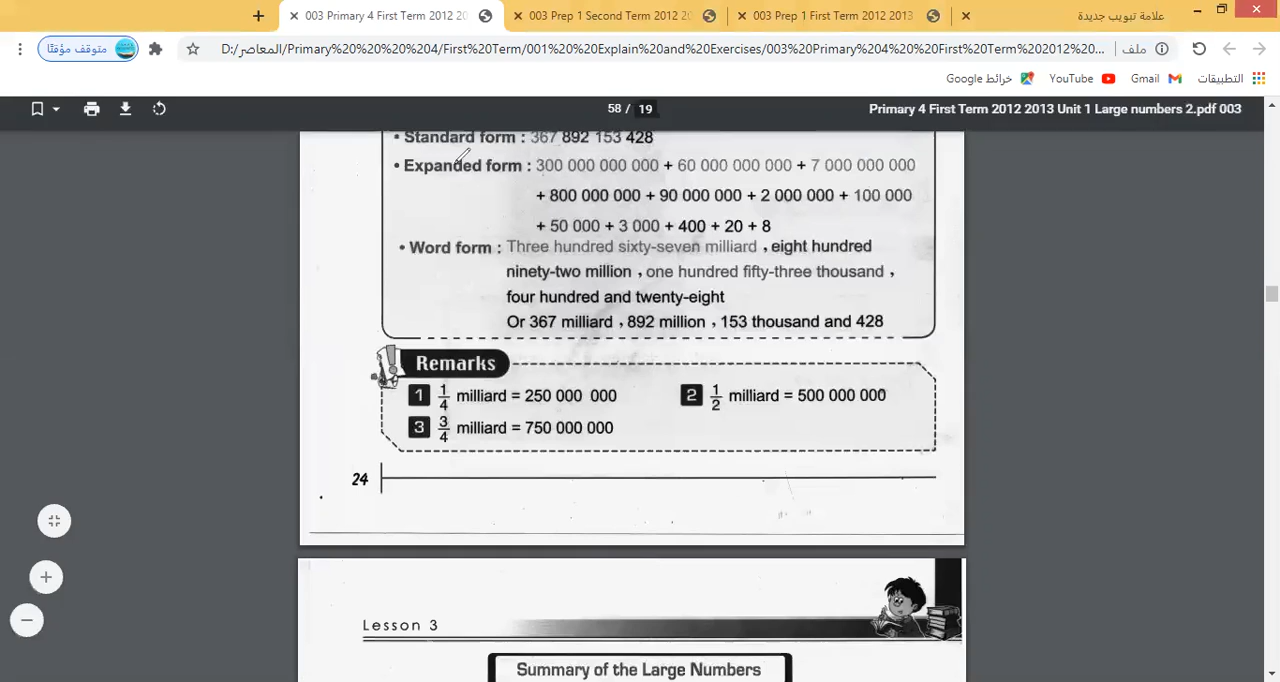 003 Primary 4 First Term 2012 20
003 Prep 1 Second Term 2012 20
003 Prep 1 First Term 2012 2013
علامة تبويب جديدة
متوقف مؤقتًا
D:/المعاصر/Primary%20%20%204/First%20Term/001%20%20Explain%20and%20Exercises/003%20Primary%204%20%20First%20Term%202012%20...
ملف
خرائط Google
YouTube
Gmail
التطبيقات
58 / 19
Primary 4 First Term 2012 2013 Unit 1 Large numbers 2.pdf 003
• Standard form : 367 892 153 428
• Expanded form : 300 000 000 000 + 60 000 000 000 + 7 000 000 000
+ 800 000 000 + 90 000 000 + 2 000 000 + 100 000
+ 50 000 + 3 000 + 400 + 20 + 8
• Word form : Three hundred sixty-seven milliard , eight hundred
ninety-two million , one hundred fifty-three thousand ,
four hundred and twenty-eight
Or 367 milliard , 892 million , 153 thousand and 428
Remarks
1 1/4 milliard = 250 000 000
2 1/2 milliard = 500 000 000
3 3/4 milliard = 750 000 000
24
Lesson 3
Summary of the Large Numbers